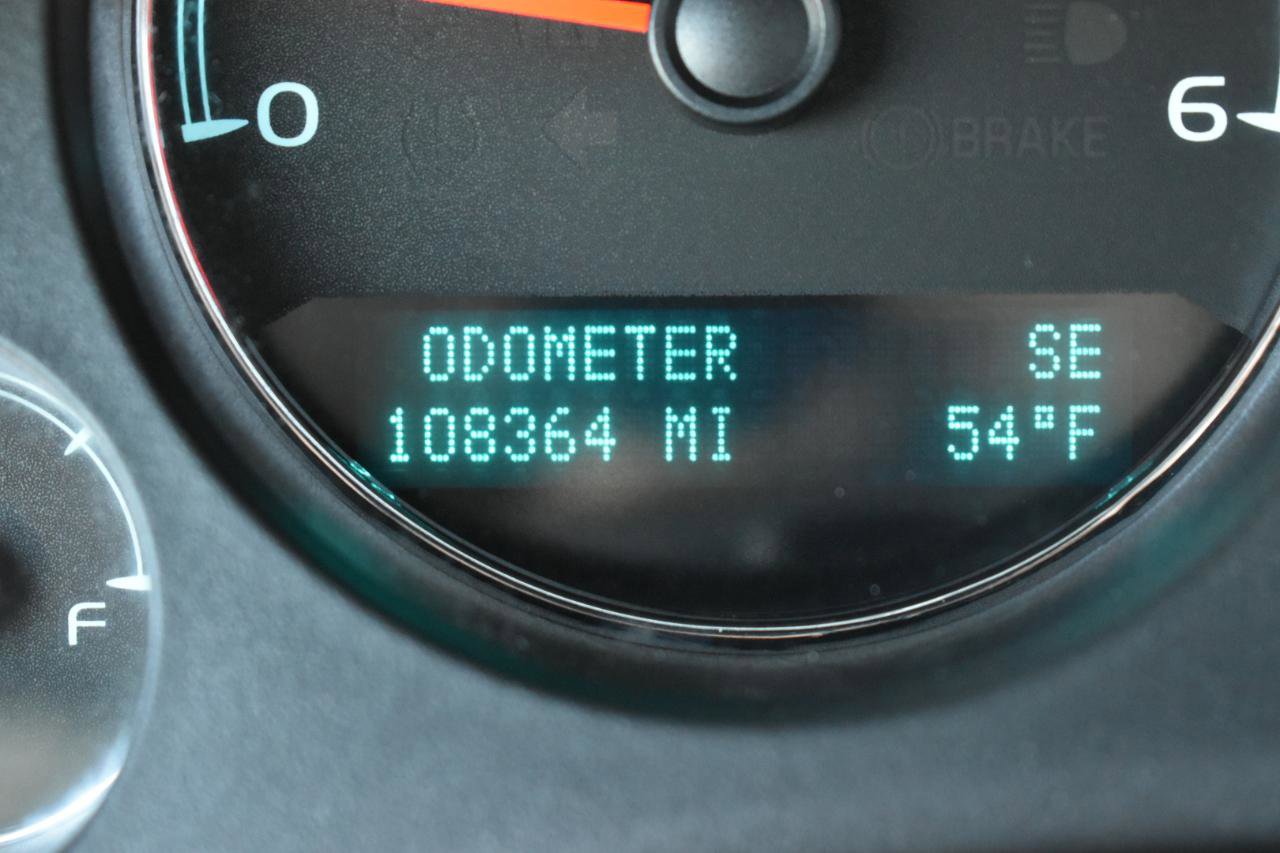 0
6
BRAKE
ODOMETER SE
108364 MI 54°F
F